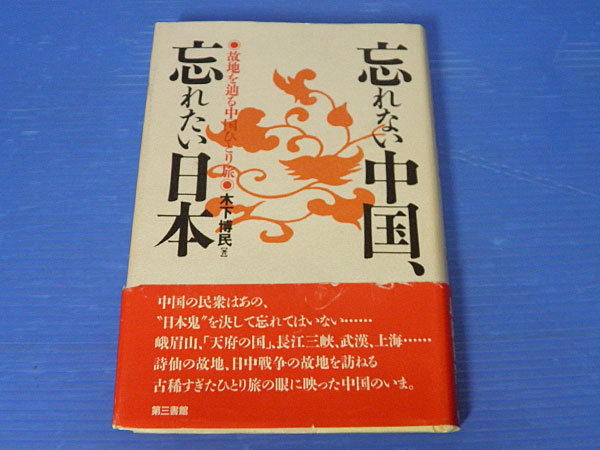 忘れない中国、
忘れたい日本
◉故地を辿る中国ひとり旅◉
木下博民[著]
中国の民衆はあの、
〝日本鬼〟を決して忘れてはいない……
峨眉山、「天府の国」、長江三峡、武漢、上海……
詩仙の故地、日中戦争の故地を訪ねる
古稀すぎたひとり旅の眼に映った中国のいま。
第三書館